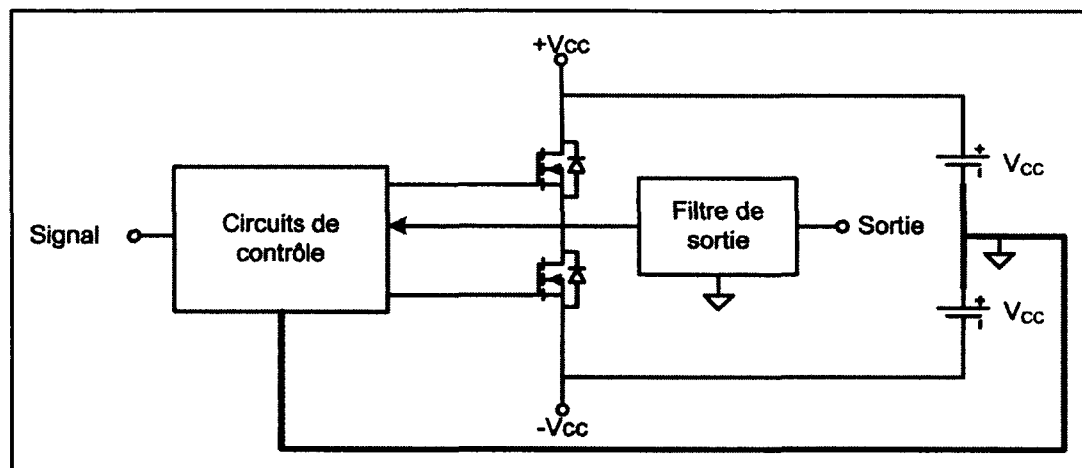 +Vcc
+
Vcc
-
Signal
Circuits de
contrôle
Filtre de
sortie
Sortie
+
Vcc
-
-Vcc